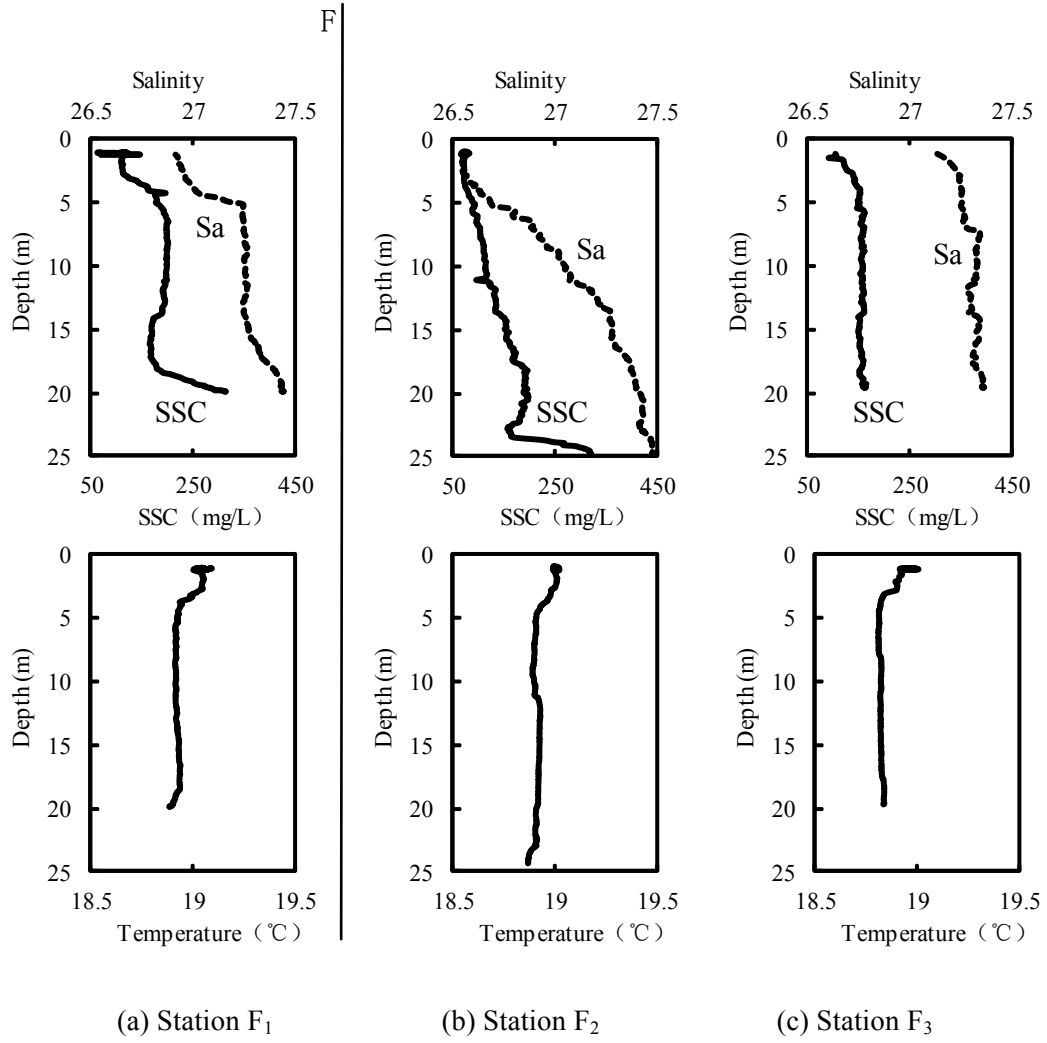 F
Salinity Salinity Salinity
26.5 27 27.5 26.5 27 27.5 26.5 27 27.5
0 0 0
5 5 5
Sa Sa Sa
10 10 10
Depth (m) Depth (m) Depth (m)
15 15 15
20 20 20
SSC SSC SSC
25 25 25
50 250 450 50 250 450 50 250 450
SSC（mg/L） SSC（mg/L） SSC（mg/L）
0 0 0
5 5 5
10 10 10
Depth (m) Depth (m) Depth (m)
15 15 15
20 20 20
25 25 25
18.5 19 19.5 18.5 19 19.5 18.5 19 19.5
Temperature（℃） Temperature（℃） Temperature（℃）
(a) Station F₁ (b) Station F₂ (c) Station F₃